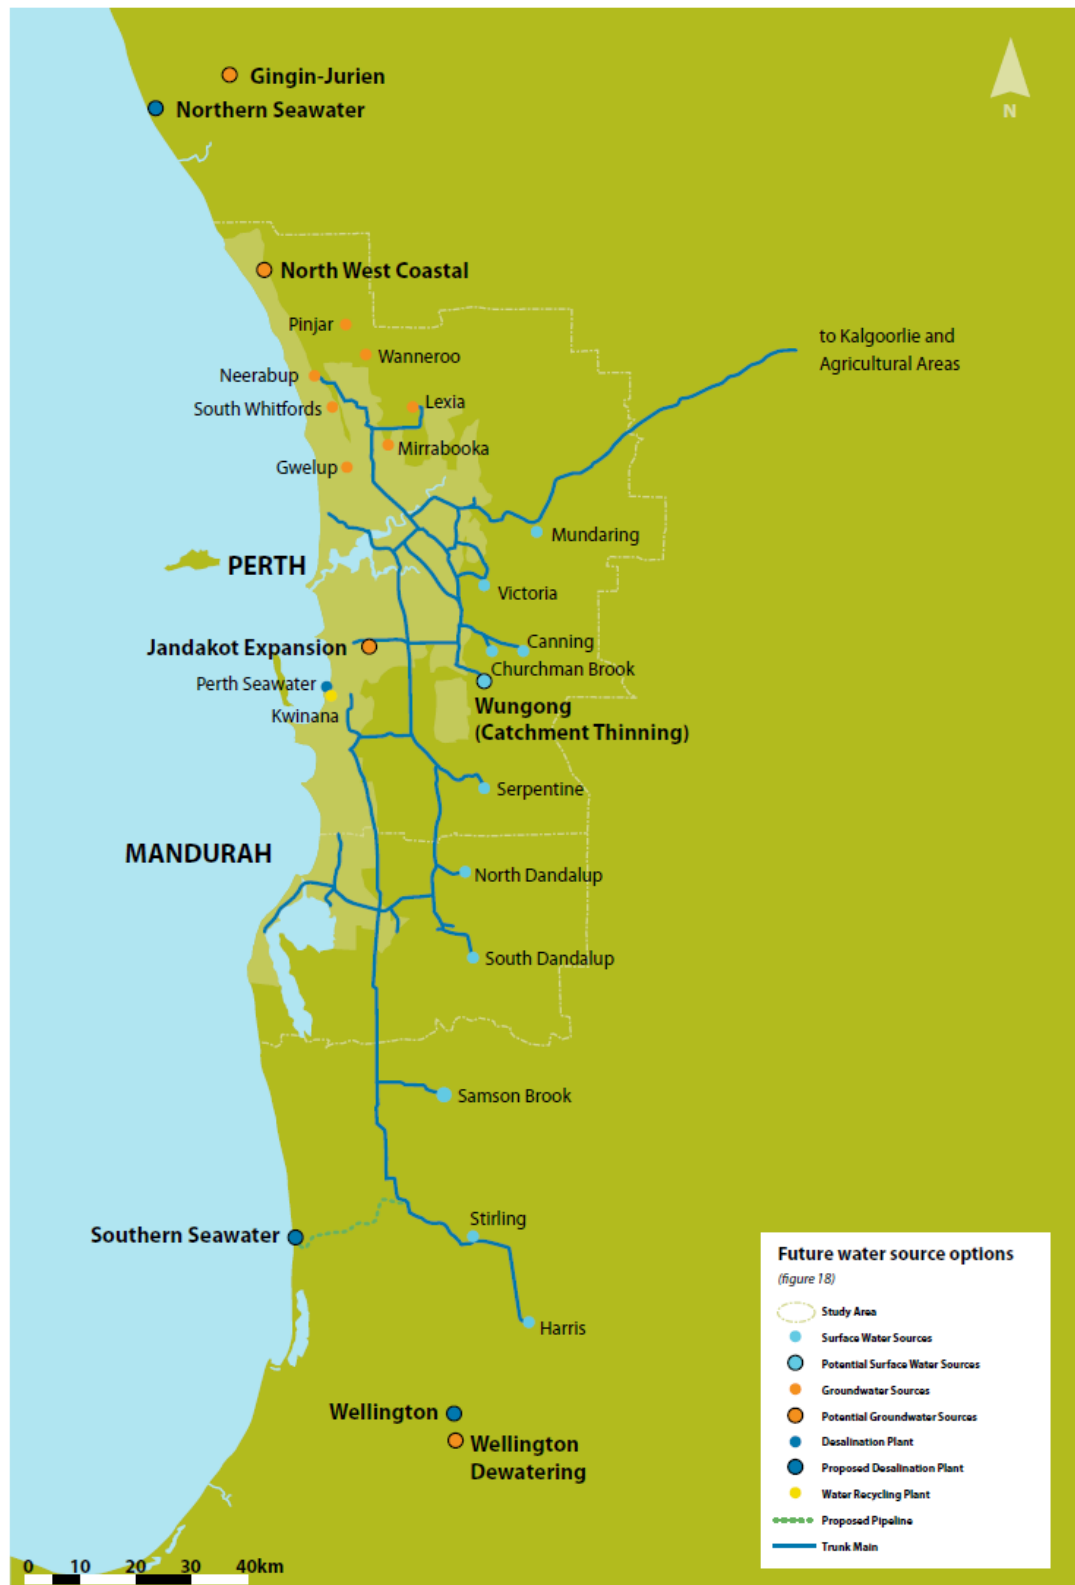 Gingin-Jurien
Northern Seawater
N
North West Coastal
Pinjar
Wanneroo
to Kalgoorlie and
Agricultural Areas
Neerabup
South Whitfords
Lexia
Mirrabooka
Gwelup
Mundaring
PERTH
Victoria
Jandakot Expansion
Canning
Churchman Brook
Perth Seawater
Kwinana
Wungong
(Catchment Thinning)
Serpentine
MANDURAH
North Dandalup
South Dandalup
Samson Brook
Southern Seawater
Stirling
Harris
Wellington
Wellington
Dewatering
Future water source options
(figure 18)
Study Area
Surface Water Sources
Potential Surface Water Sources
Groundwater Sources
Potential Groundwater Sources
Desalination Plant
Proposed Desalination Plant
Water Recycling Plant
Proposed Pipeline
Trunk Main
0 10 20 30 40km